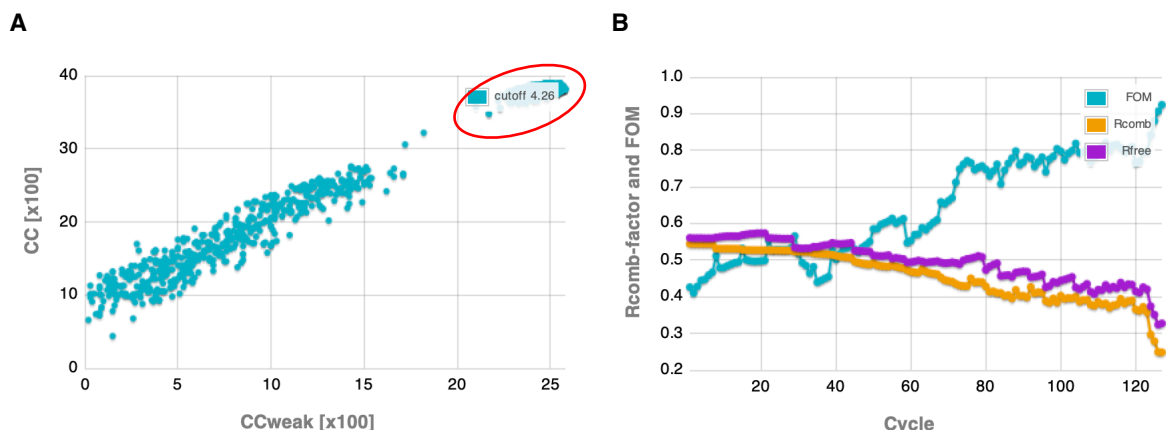 A
CC [x100]
40
30
20
10
0
cutoff 4.26
0 5 10 15 20 25
CCweak [x100]
B
Rcomb-factor and FOM
1.0
0.9
0.8
0.7
0.6
0.5
0.4
0.3
0.2
FOM
Rcomb
Rfree
20 40 60 80 100 120
Cycle